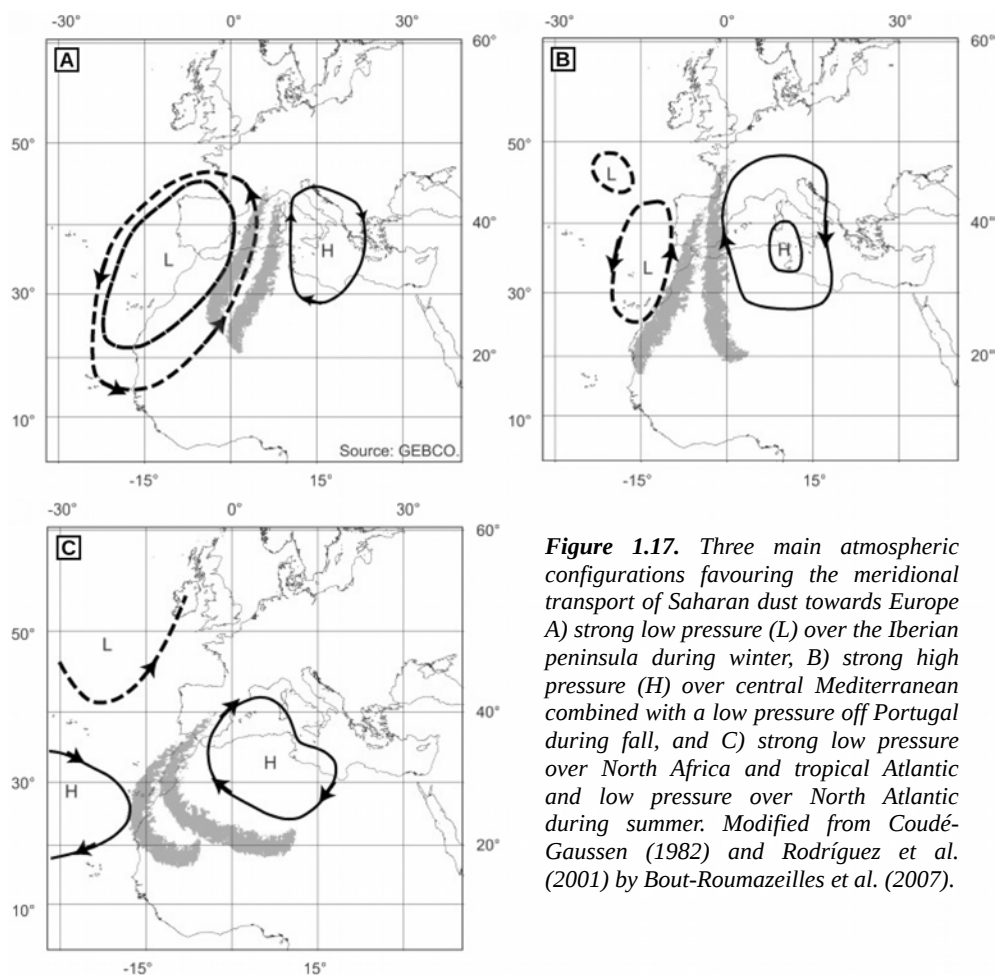 -30° 0° 30°
A
60°
50°
L
H
40°
30°
20°
10°
Source: GEBCO.
-15° 15°
-30° 0° 30°
B
60°
50°
L
L
H
40°
30°
20°
10°
-15° 15°
-30° 0° 30°
C
60°
L
50°
H
H
40°
30°
20°
10°
-15° 15°
Figure 1.17. Three main atmospheric
configurations favouring the meridional
transport of Saharan dust towards Europe
A) strong low pressure (L) over the Iberian
peninsula during winter, B) strong high
pressure (H) over central Mediterranean
combined with a low pressure off Portugal
during fall, and C) strong low pressure
over North Africa and tropical Atlantic
and low pressure over North Atlantic
during summer. Modified from Coudé-
Gaussen (1982) and Rodríguez et al.
(2001) by Bout-Roumazeilles et al. (2007).